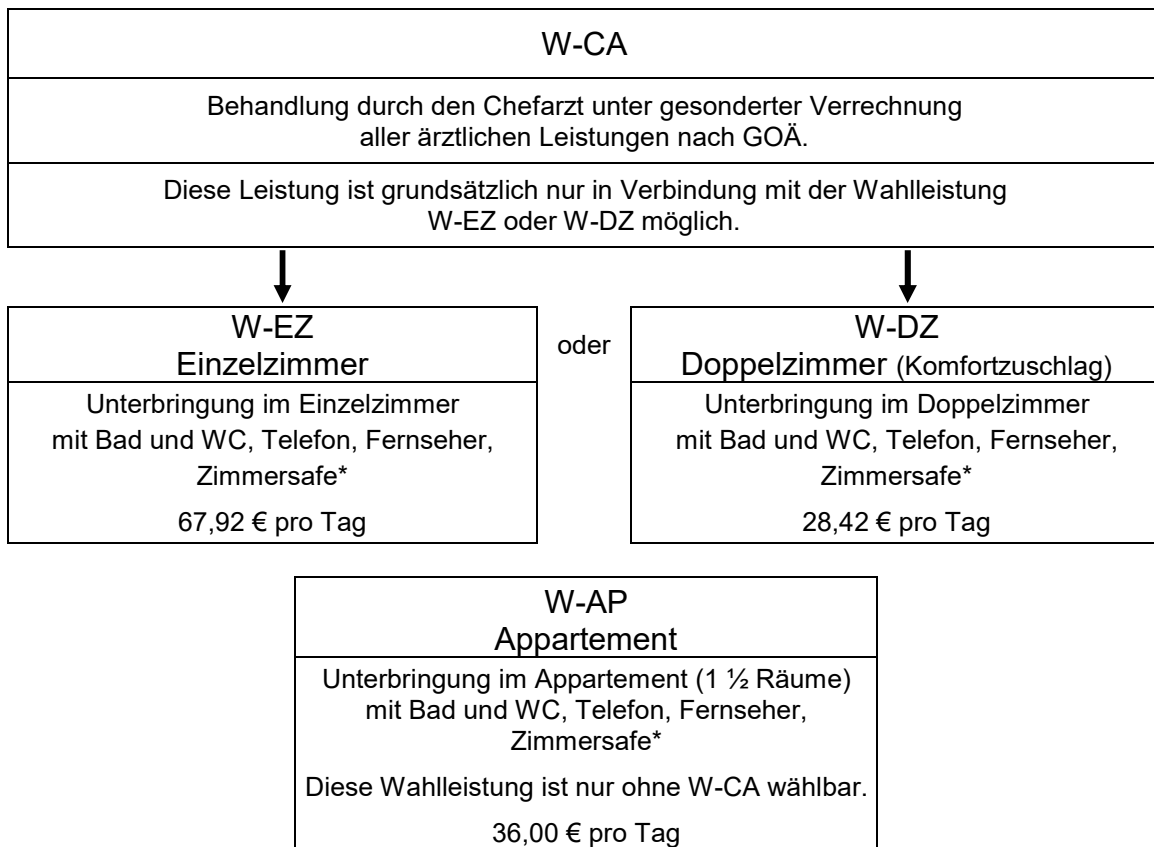 W-CA
Behandlung durch den Chefarzt unter gesonderter Verrechnung
aller ärztlichen Leistungen nach GOÄ.
Diese Leistung ist grundsätzlich nur in Verbindung mit der Wahlleistung
W-EZ oder W-DZ möglich.
W-EZ
Einzelzimmer
Unterbringung im Einzelzimmer
mit Bad und WC, Telefon, Fernseher,
Zimmersafe*
67,92 € pro Tag
oder
W-DZ
Doppelzimmer (Komfortzuschlag)
Unterbringung im Doppelzimmer
mit Bad und WC, Telefon, Fernseher,
Zimmersafe*
28,42 € pro Tag
W-AP
Appartement
Unterbringung im Appartement (1 ½ Räume)
mit Bad und WC, Telefon, Fernseher,
Zimmersafe*
Diese Wahlleistung ist nur ohne W-CA wählbar.
36,00 € pro Tag